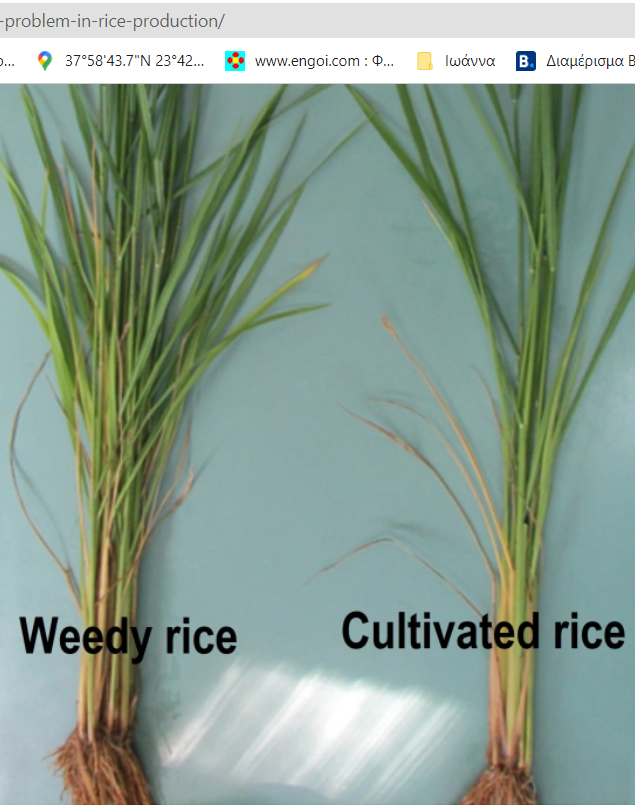 -problem-in-rice-production/
ο... 37°58'43.7"N 23°42... www.engoi.com : Φ... Ιωάννα B. Διαμέρισμα B
Weedy rice
Cultivated rice